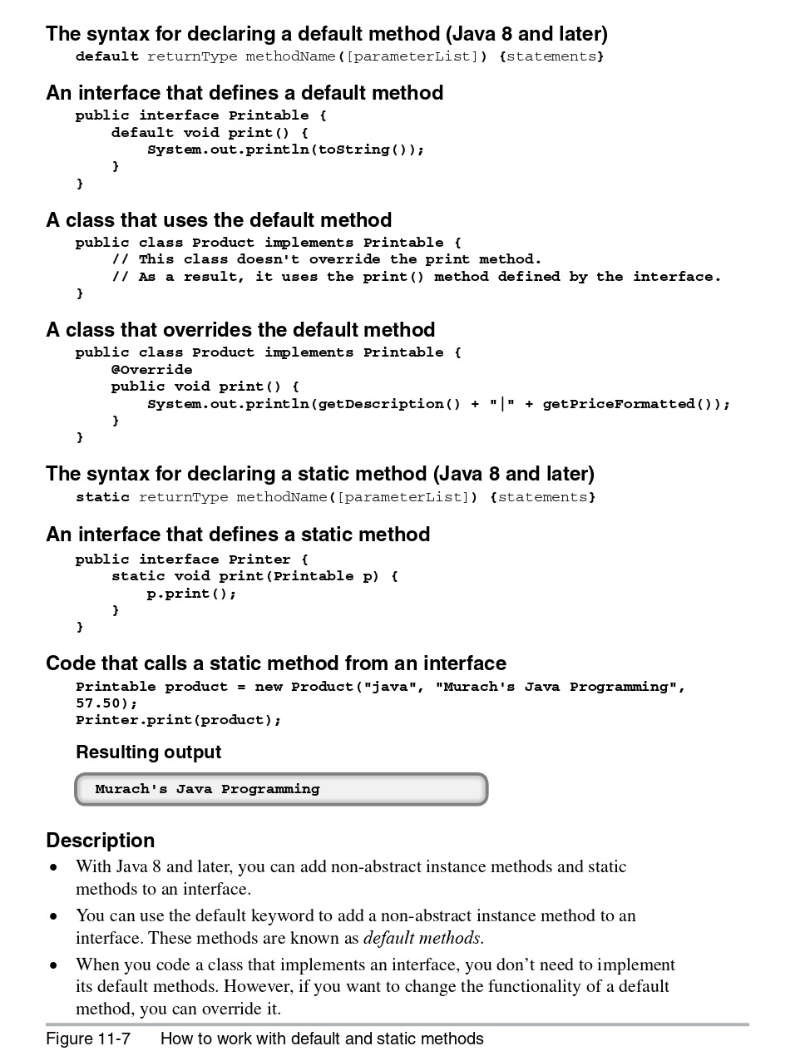 The syntax for declaring a default method (Java 8 and later)
default returnType methodName([parameterList]) {statements}
An interface that defines a default method
public interface Printable {
    default void print() {
        System.out.println(toString());
    }
}
A class that uses the default method
public class Product implements Printable {
    // This class doesn't override the print method.
    // As a result, it uses the print() method defined by the interface.
}
A class that overrides the default method
public class Product implements Printable {
    @Override
    public void print() {
        System.out.println(getDescription() + "|" + getPriceFormatted());
    }
}
The syntax for declaring a static method (Java 8 and later)
static returnType methodName([parameterList]) {statements}
An interface that defines a static method
public interface Printer {
    static void print(Printable p) {
        p.print();
    }
}
Code that calls a static method from an interface
Printable product = new Product("java", "Murach's Java Programming",
57.50);
Printer.print(product);
Resulting output
Murach's Java Programming
Description
• With Java 8 and later, you can add non-abstract instance methods and static
methods to an interface.
• You can use the default keyword to add a non-abstract instance method to an
interface. These methods are known as default methods.
• When you code a class that implements an interface, you don't need to implement
its default methods. However, if you want to change the functionality of a default
method, you can override it.
Figure 11-7 How to work with default and static methods